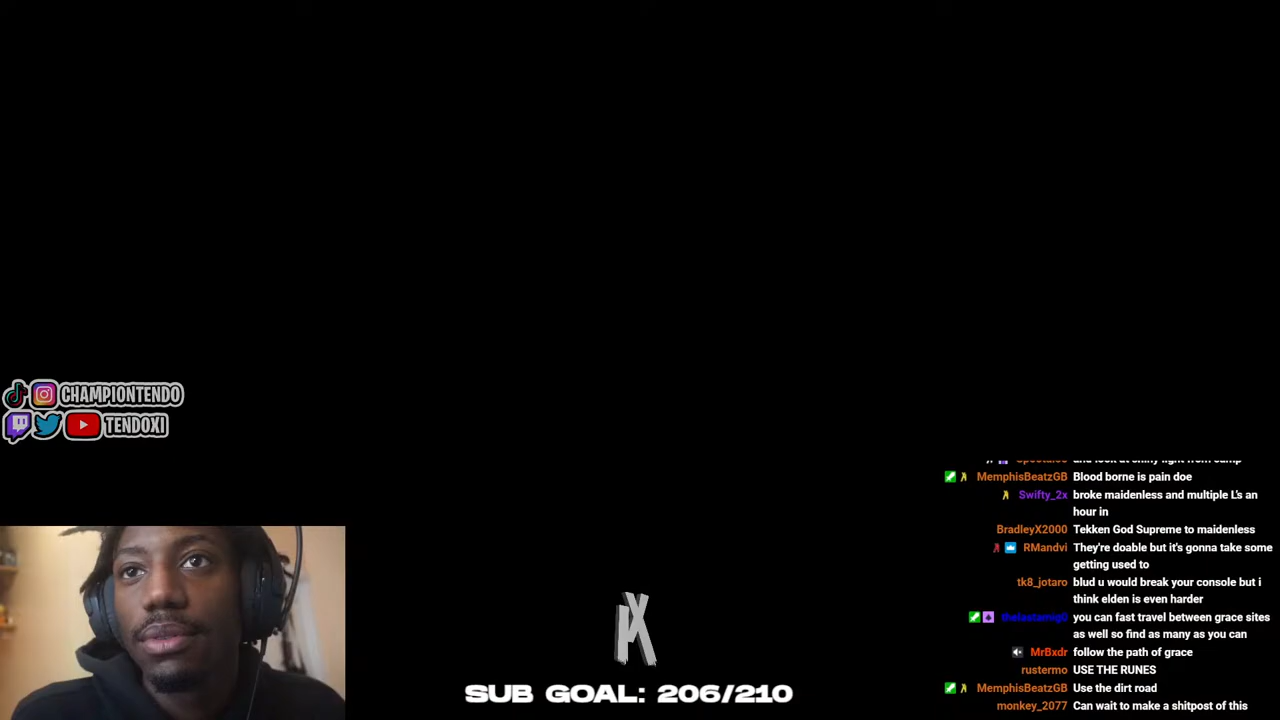 CHAMPIONTENDO
TENDOXI
MemphisBeatzGB Blood borne is pain doe
Swifty_2x broke maidenless and multiple L's an
hour in
BradleyX2000 Tekken God Supreme to maidenless
RMandvi They're doable but it's gonna take some
getting used to
tk8_jotaro blud u would break your console but i
think elden is even harder
you can fast travel between grace sites
as well so find as many as you can
MrBxdr follow the path of grace
rustermo USE THE RUNES
MemphisBeatzGB Use the dirt road
monkey_2077 Can wait to make a shitpost of this
SUB GOAL: 206/210